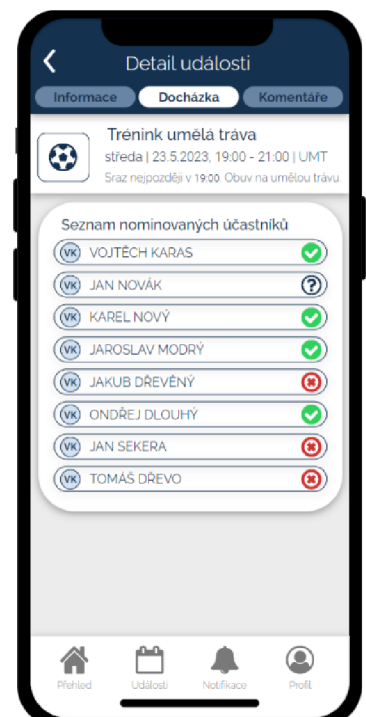 Detail události
Informace Docházka Komentáře
Trénink umělá tráva
středa | 23.5.2023, 19:00 - 21:00 | UMT
Sraz nejpozději v 19:00 Obuv na umělou trávu.
Seznam nominovaných účastníků
VK VOJTĚCH KARAS
VK JAN NOVÁK ?
VK KAREL NOVÝ
VK JAROSLAV MODRÝ
VK JAKUB DŘEVĚNÝ
VK ONDŘEJ DLOUHÝ
VK JAN SEKERA
VK TOMÁŠ DŘEVO
Přehled Události Notifikace Profil